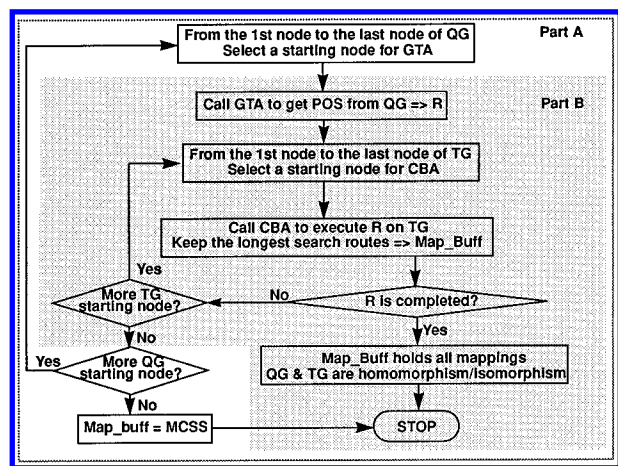 From the 1st node to the last node of QG
Select a starting node for GTA
Part A
Call GTA to get POS from QG => R
Part B
From the 1st node to the last node of TG
Select a starting node for CBA
Call CBA to execute R on TG
Keep the longest search routes => Map_Buff
Yes
More TG
starting node?
No
R is completed?
No
Yes
Yes
More QG
starting node?
Map_Buff holds all mappings
QG & TG are homomorphism/isomorphism
No
Map_buff = MCSS
STOP